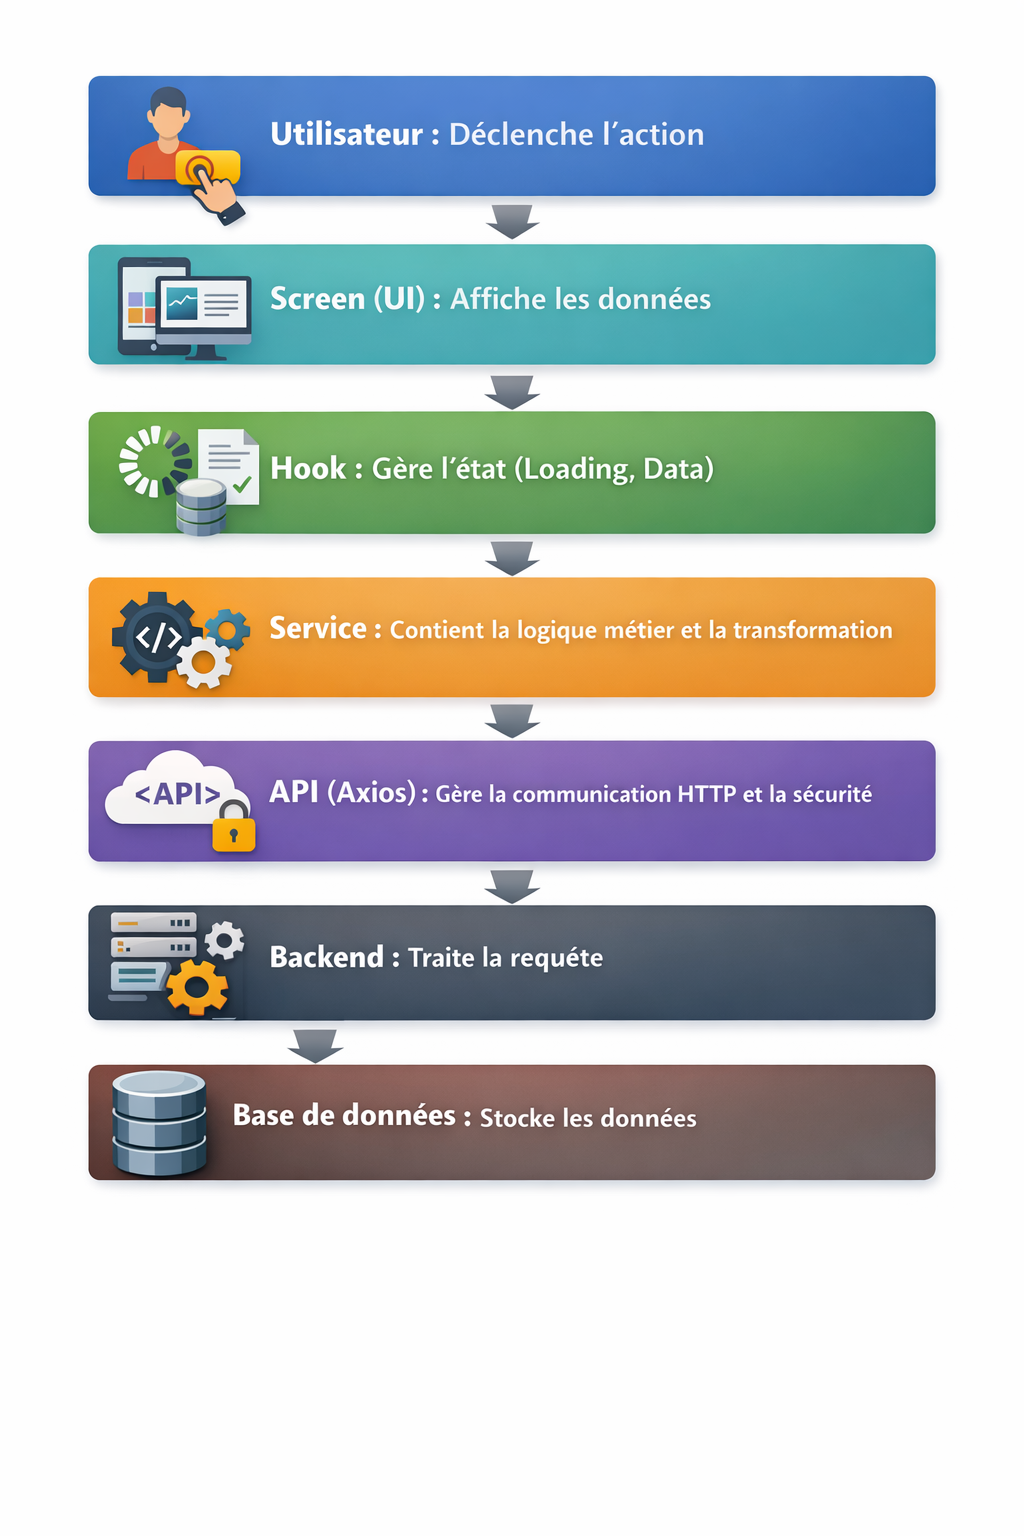 Utilisateur : Déclenche l´action
Screen (UI) : Affiche les données
Hook : Gère l´état (Loading, Data)
Service : Contient la logique métier et la transformation
</>
<API>
API (Axios) : Gère la communication HTTP et la sécurité
Backend : Traite la requéte
Base de données : Stocke les données